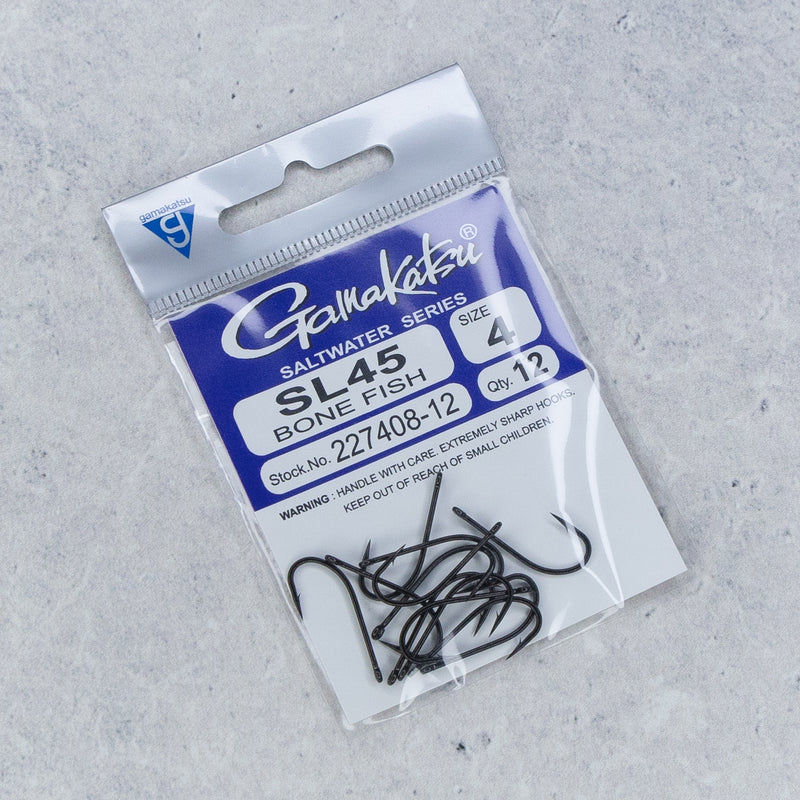 gamakatsu
g
Gamakatsu®
SALTWATER SERIES
SL45
BONE FISH
SIZE
4
Stock.No. 227408-12
Qty. 12
WARNING : HANDLE WITH CARE. EXTREMELY SHARP HOOKS.
KEEP OUT OF REACH OF SMALL CHILDREN.